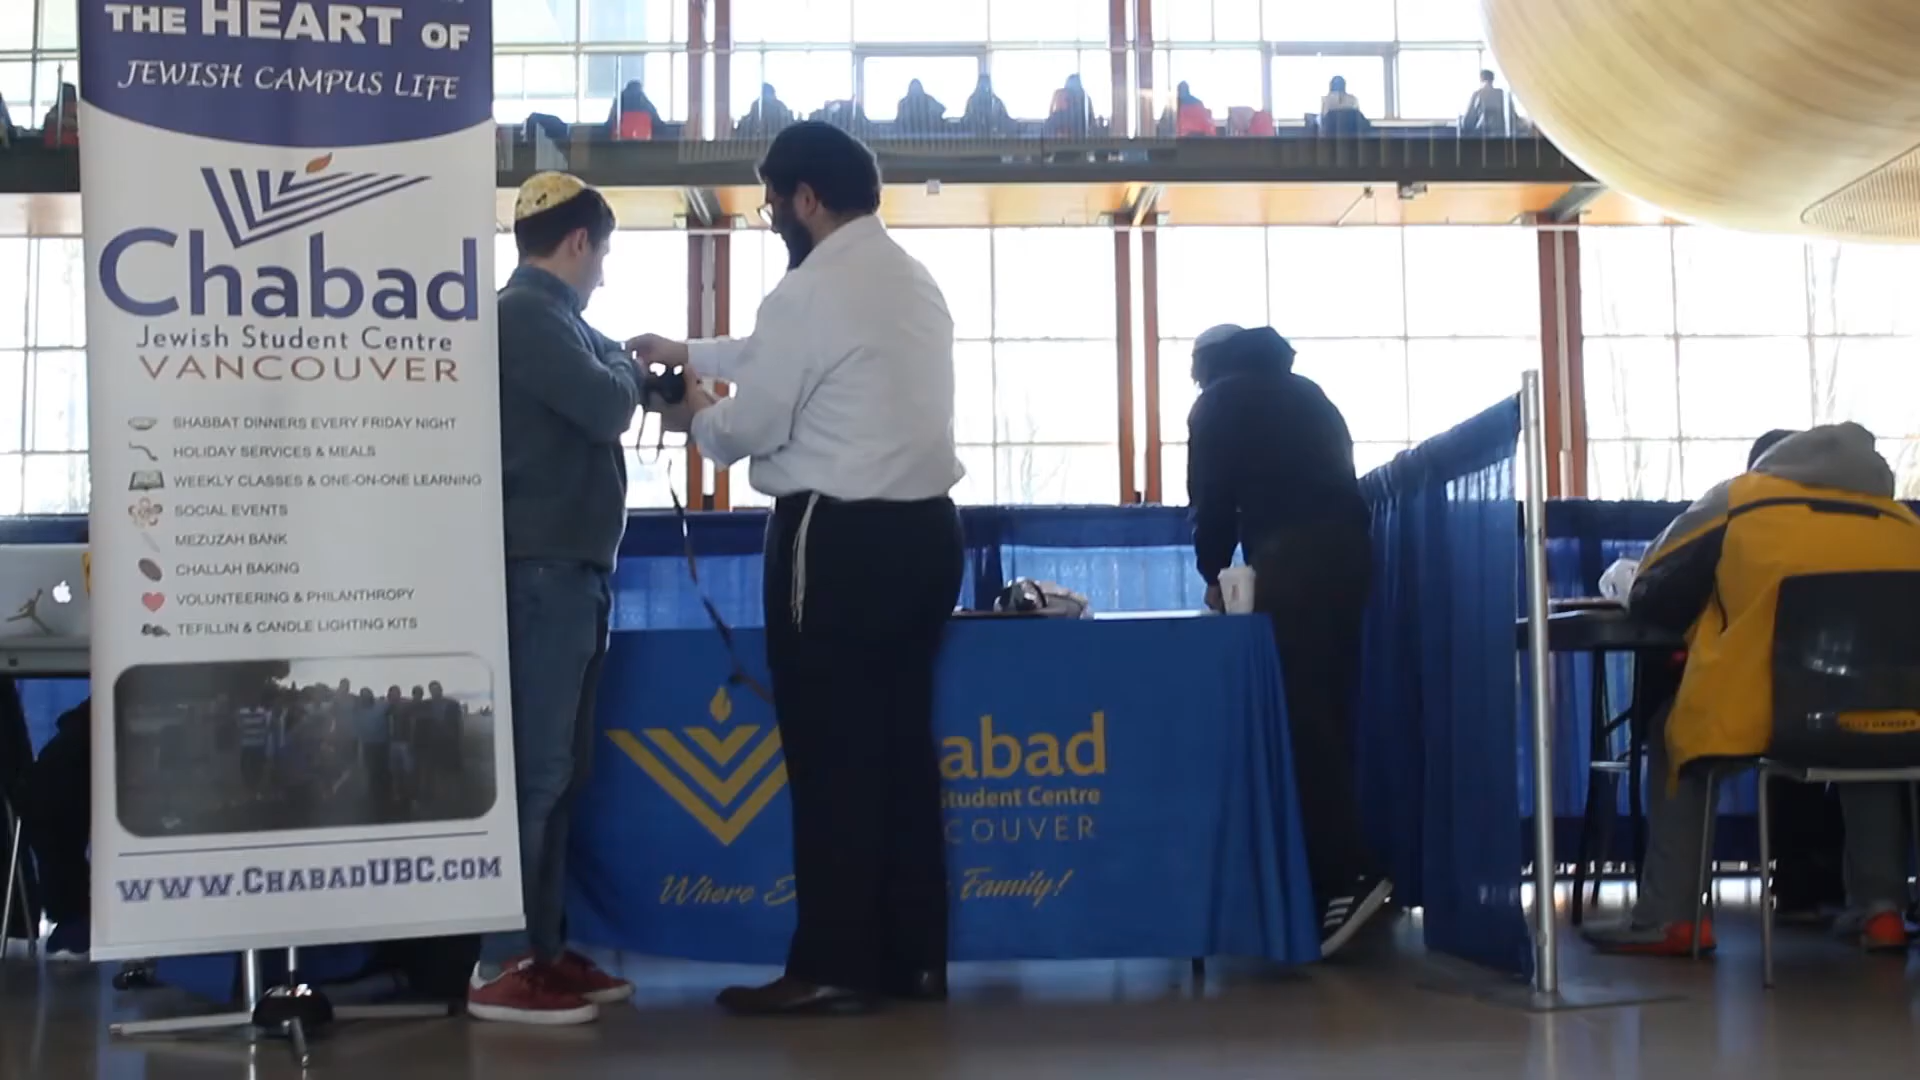 THE HEART OF
JEWISH CAMPUS LIFE
Chabad
Jewish Student Centre
VANCOUVER
SHABBAT DINNERS EVERY FRIDAY NIGHT
HOLIDAY SERVICES & MEALS
WEEKLY CLASSES & ONE-ON-ONE LEARNING
SOCIAL EVENTS
MEZUZAH BANK
CHALLAH BAKING
VOLUNTEERING & PHILANTHROPY
TEFILLIN & CANDLE LIGHTING KITS
WWW.CHABADUBC.COM
abad
Student Centre
COUVER
Where E Family!